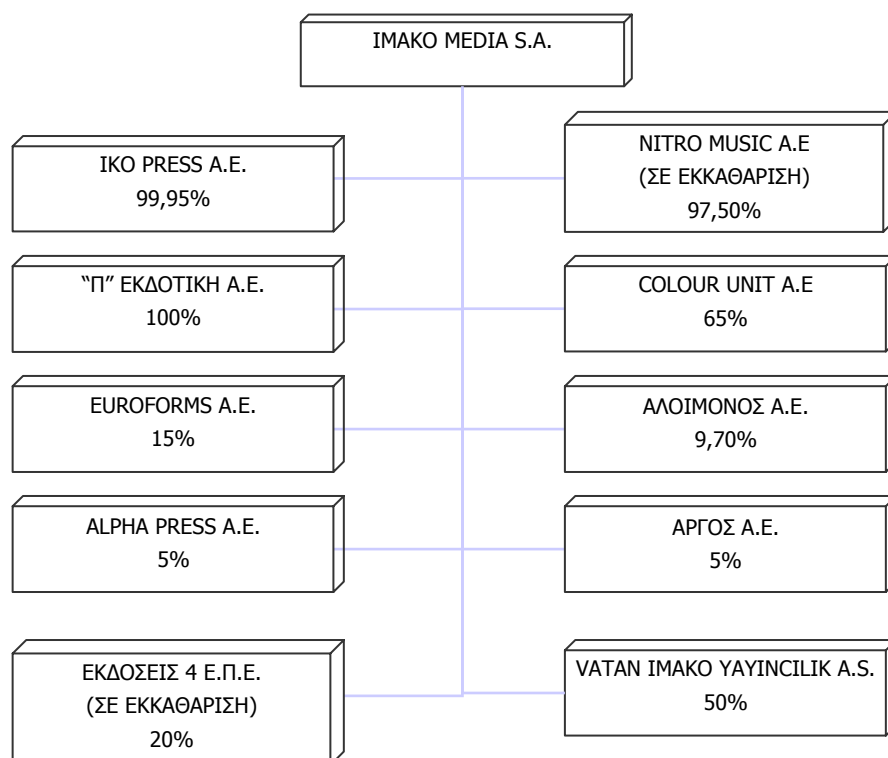 IMAKO MEDIA S.A.
IKO PRESS A.E.
99,95%
NITRO MUSIC A.E
(ΣΕ ΕΚΚΑΘΑΡΙΣΗ)
97,50%
“Π” ΕΚΔΟΤΙΚΗ Α.Ε.
100%
COLOUR UNIT A.E
65%
EUROFORMS A.E.
15%
ΑΛΟΙΜΟΝΟΣ Α.Ε.
9,70%
ALPHA PRESS A.E.
5%
ΑΡΓΟΣ Α.Ε.
5%
ΕΚΔΟΣΕΙΣ 4 Ε.Π.Ε.
(ΣΕ ΕΚΚΑΘΑΡΙΣΗ)
20%
VATAN IMAKO YAYINCILIK A.S.
50%